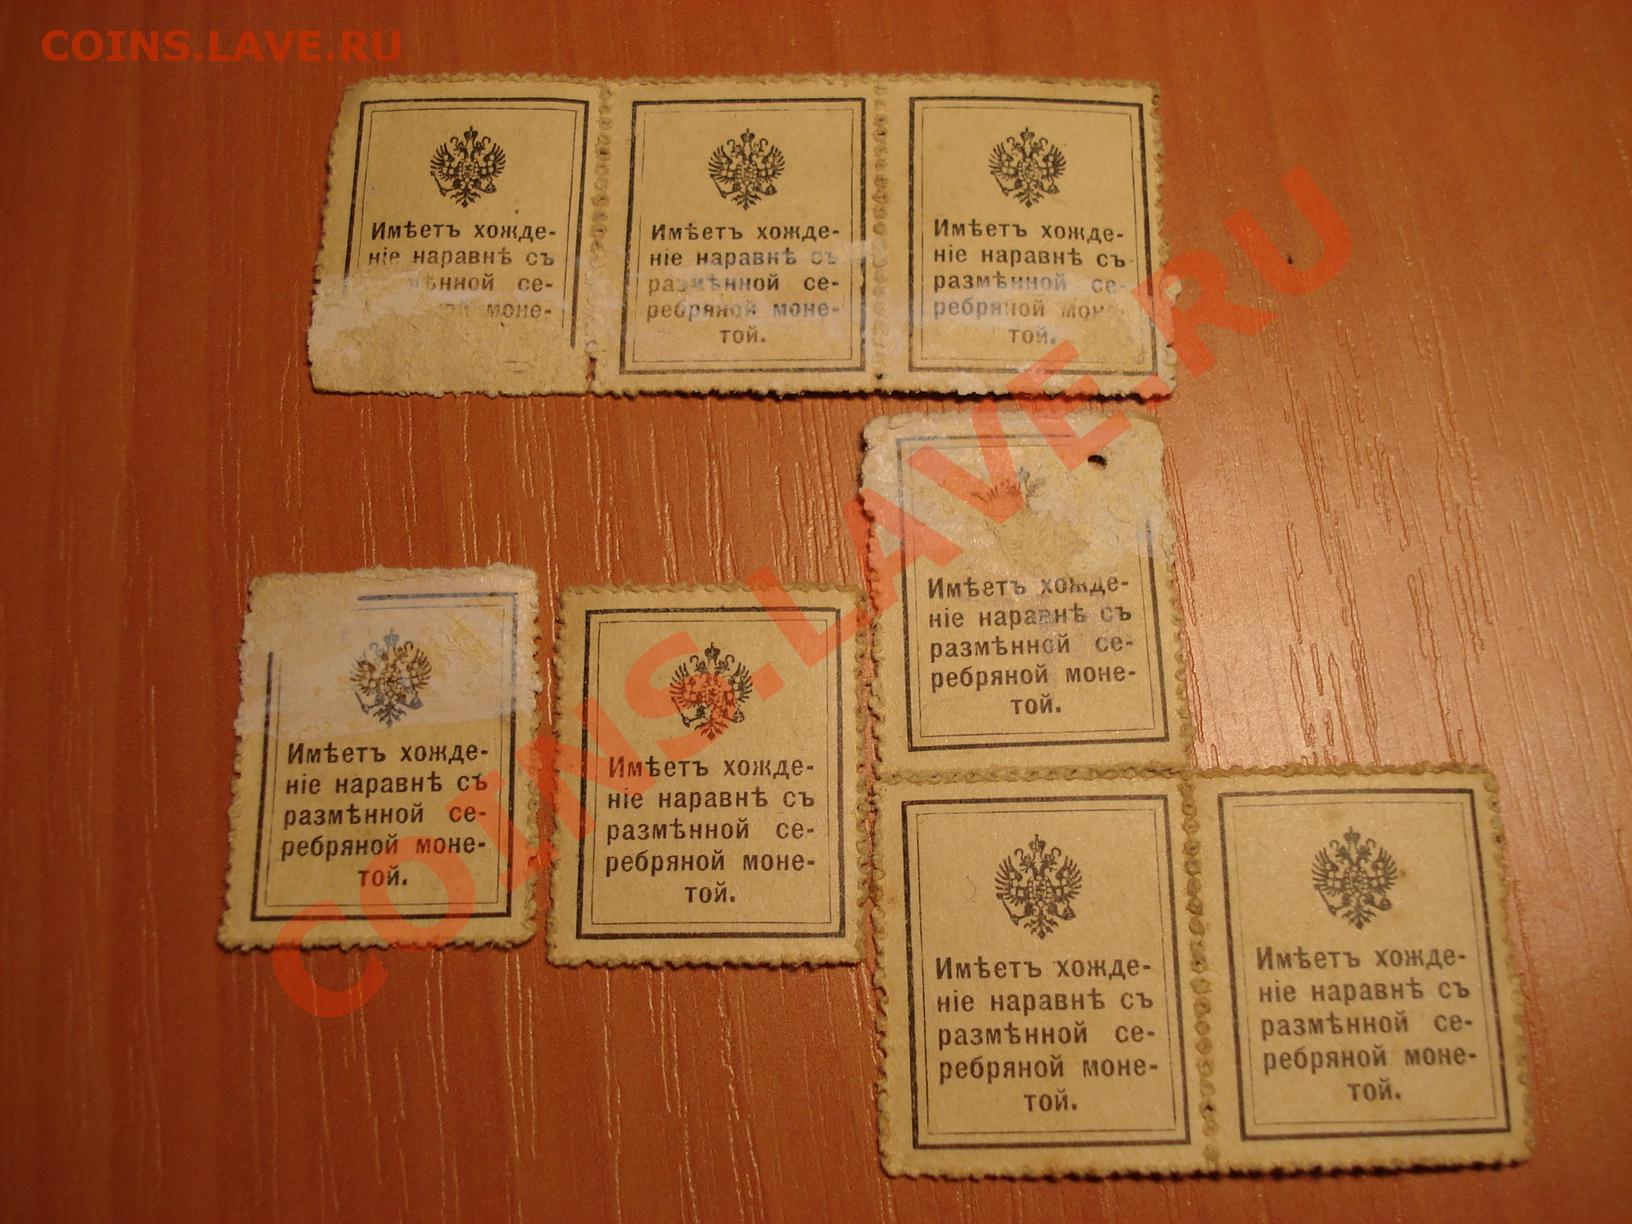 COINS.LAVE.RU
Имѣетъ хожде-
ніе наравнѣ съ
ной се-
моне-
Имѣетъ хожде-
ніе наравнѣ съ
размѣнной се-
ребряной моне-
той.
Имѣетъ хожде-
ніе наравнѣ съ
размѣнной се-
ребряной моне-
той.
Имѣетъ хожде-
ніе наравнѣ съ
размѣнной се-
ребряной моне-
той.
Имѣетъ хожде-
ніе наравнѣ съ
размѣнной се-
ребряной моне-
той.
Имѣетъ хожде-
ніе наравнѣ съ
размѣнной се-
ребряной моне-
той.
Имѣетъ хожде-
ніе наравнѣ съ
размѣнной се-
ребряной моне-
той.
Имѣетъ хожде-
ніе наравнѣ съ
размѣнной се-
ребряной моне-
той.
COINS.LAVE.RU